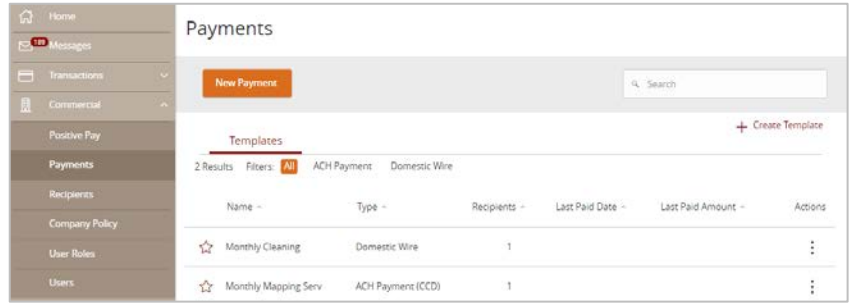 Home
189 Messages
Transactions
Commercial
Positive Pay
Payments
Recipients
Company Policy
User Roles
Users
Payments
New Payment
Search
+ Create Template
Templates
2 Results Filters: All ACH Payment Domestic Wire
Name Type Recipients Last Paid Date Last Paid Amount Actions
Monthly Cleaning Domestic Wire 1
Monthly Mapping Serv ACH Payment (CCD) 1